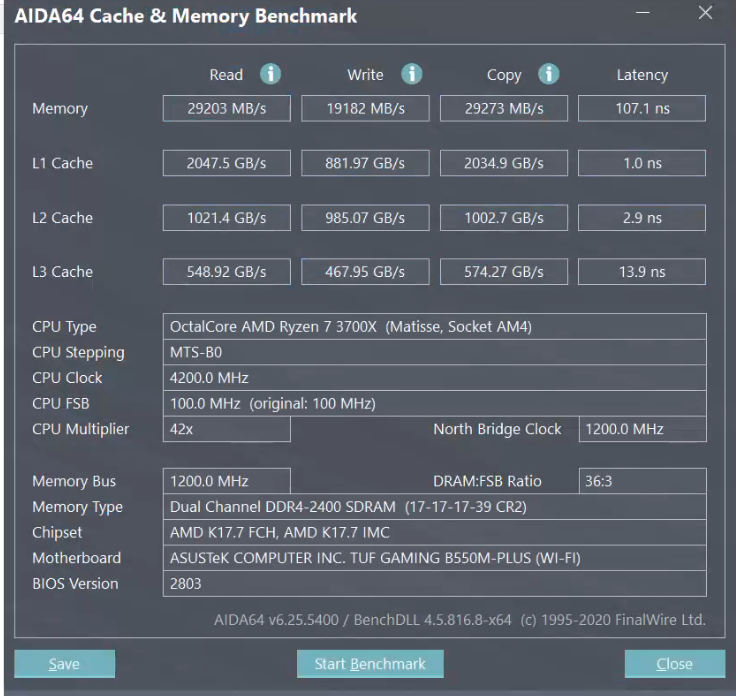 AIDA64 Cache & Memory Benchmark
Read Write Copy Latency
Memory 29203 MB/s 19182 MB/s 29273 MB/s 107.1 ns
L1 Cache 2047.5 GB/s 881.97 GB/s 2034.9 GB/s 1.0 ns
L2 Cache 1021.4 GB/s 985.07 GB/s 1002.7 GB/s 2.9 ns
L3 Cache 548.92 GB/s 467.95 GB/s 574.27 GB/s 13.9 ns
CPU Type OctalCore AMD Ryzen 7 3700X (Matisse, Socket AM4)
CPU Stepping MTS-B0
CPU Clock 4200.0 MHz
CPU FSB 100.0 MHz (original: 100 MHz)
CPU Multiplier 42x North Bridge Clock 1200.0 MHz
Memory Bus 1200.0 MHz DRAM:FSB Ratio 36:3
Memory Type Dual Channel DDR4-2400 SDRAM (17-17-17-39 CR2)
Chipset AMD K17.7 FCH, AMD K17.7 IMC
Motherboard ASUSTeK COMPUTER INC. TUF GAMING B550M-PLUS (WI-FI)
BIOS Version 2803
AIDA64 v6.25.5400 / BenchDLL 4.5.816.8-x64 (c) 1995-2020 FinalWire Ltd.
Save Start Benchmark Close